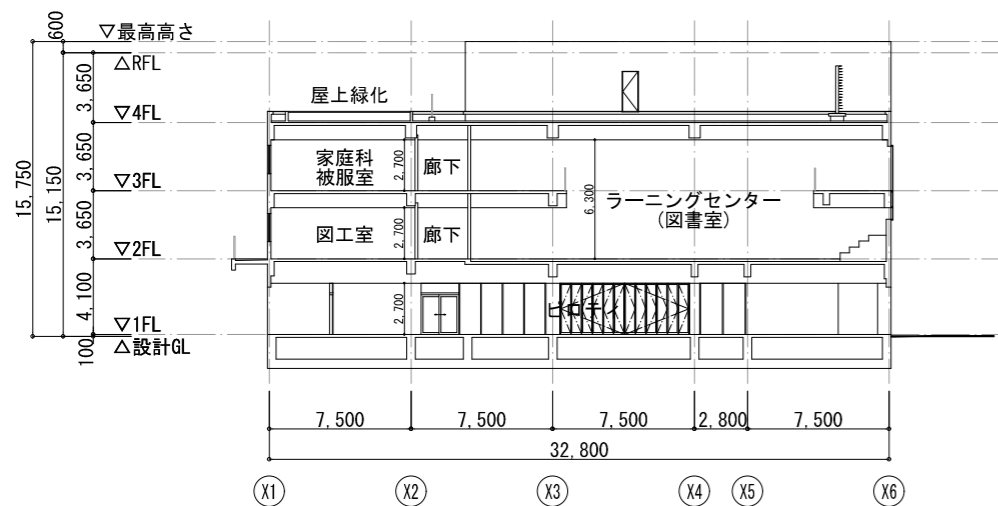 600
▽最高高さ
△RFL
3,650
屋上緑化
▽4FL
3,650
家庭科
被服室
2,700
廊下
▽3FL
15,750
15,150
6,300
ラーニングセンター
(図書室)
3,650
図工室
2,700
廊下
▽2FL
4,100
2,700
ピロティ
▽1FL
100
△設計GL
7,500
7,500
7,500
2,800
7,500
32,800
X1
X2
X3
X4
X5
X6